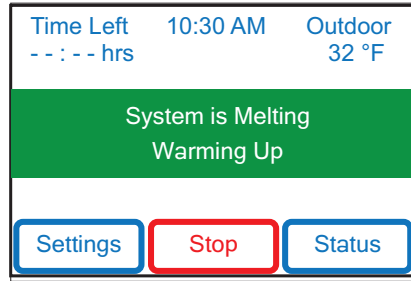 Time Left 10:30 AM Outdoor
- - : - - hrs 32 °F
System is Melting
Warming Up
Settings Stop Status